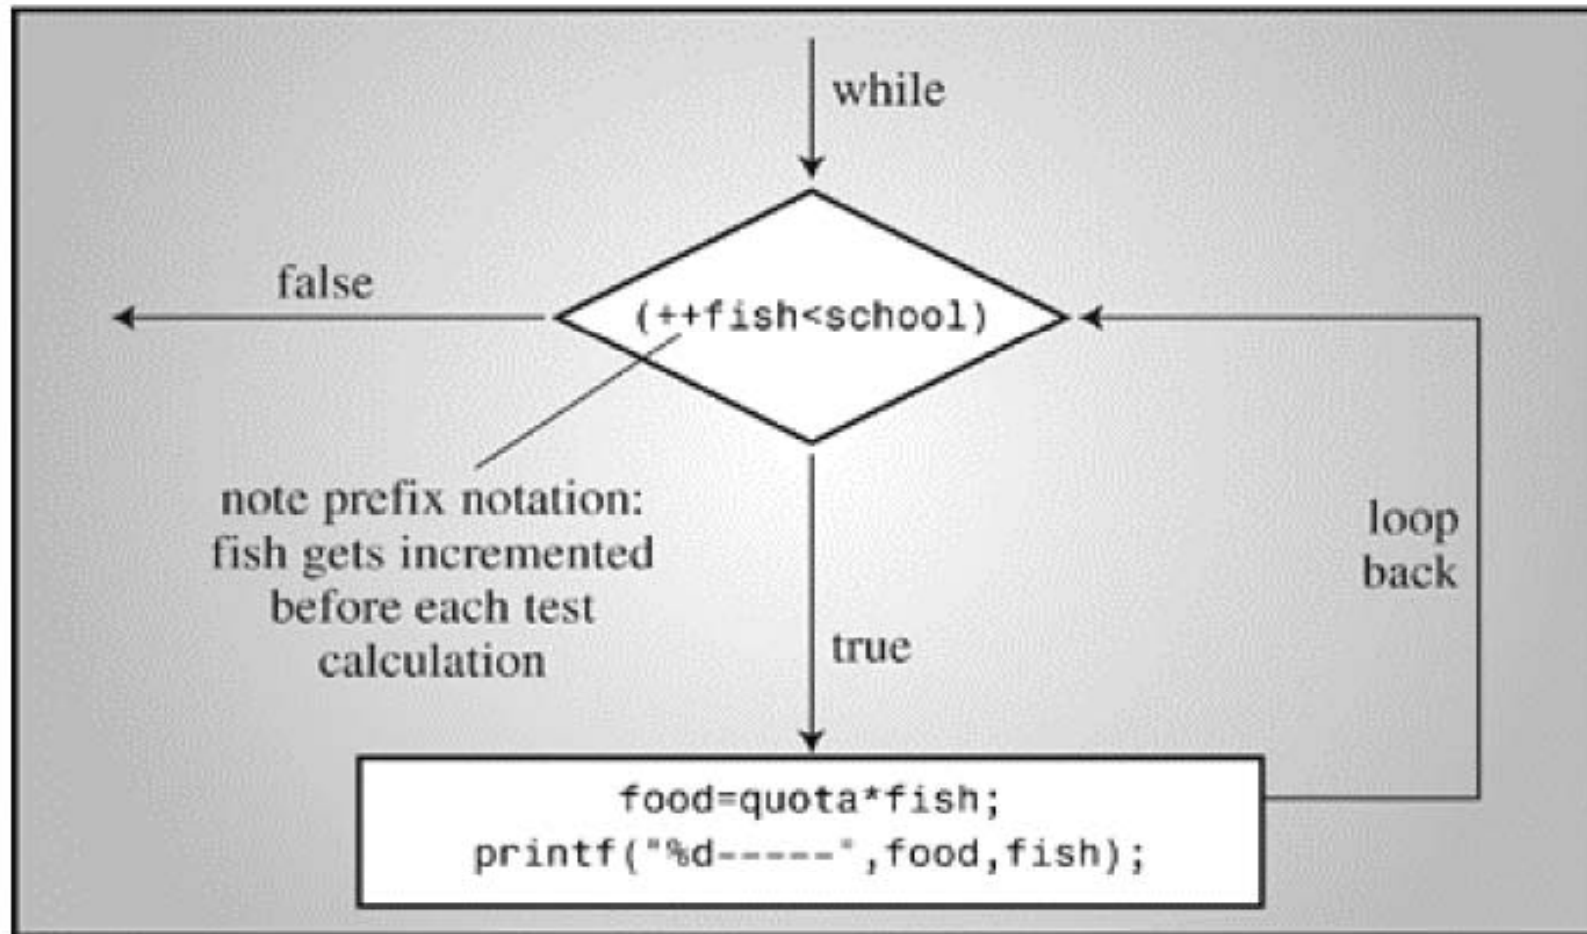 while
false
(++fish<school)
note prefix notation:
fish gets incremented
before each test
calculation
loop
back
true
food=quota*fish;
printf("%d-----",food,fish);